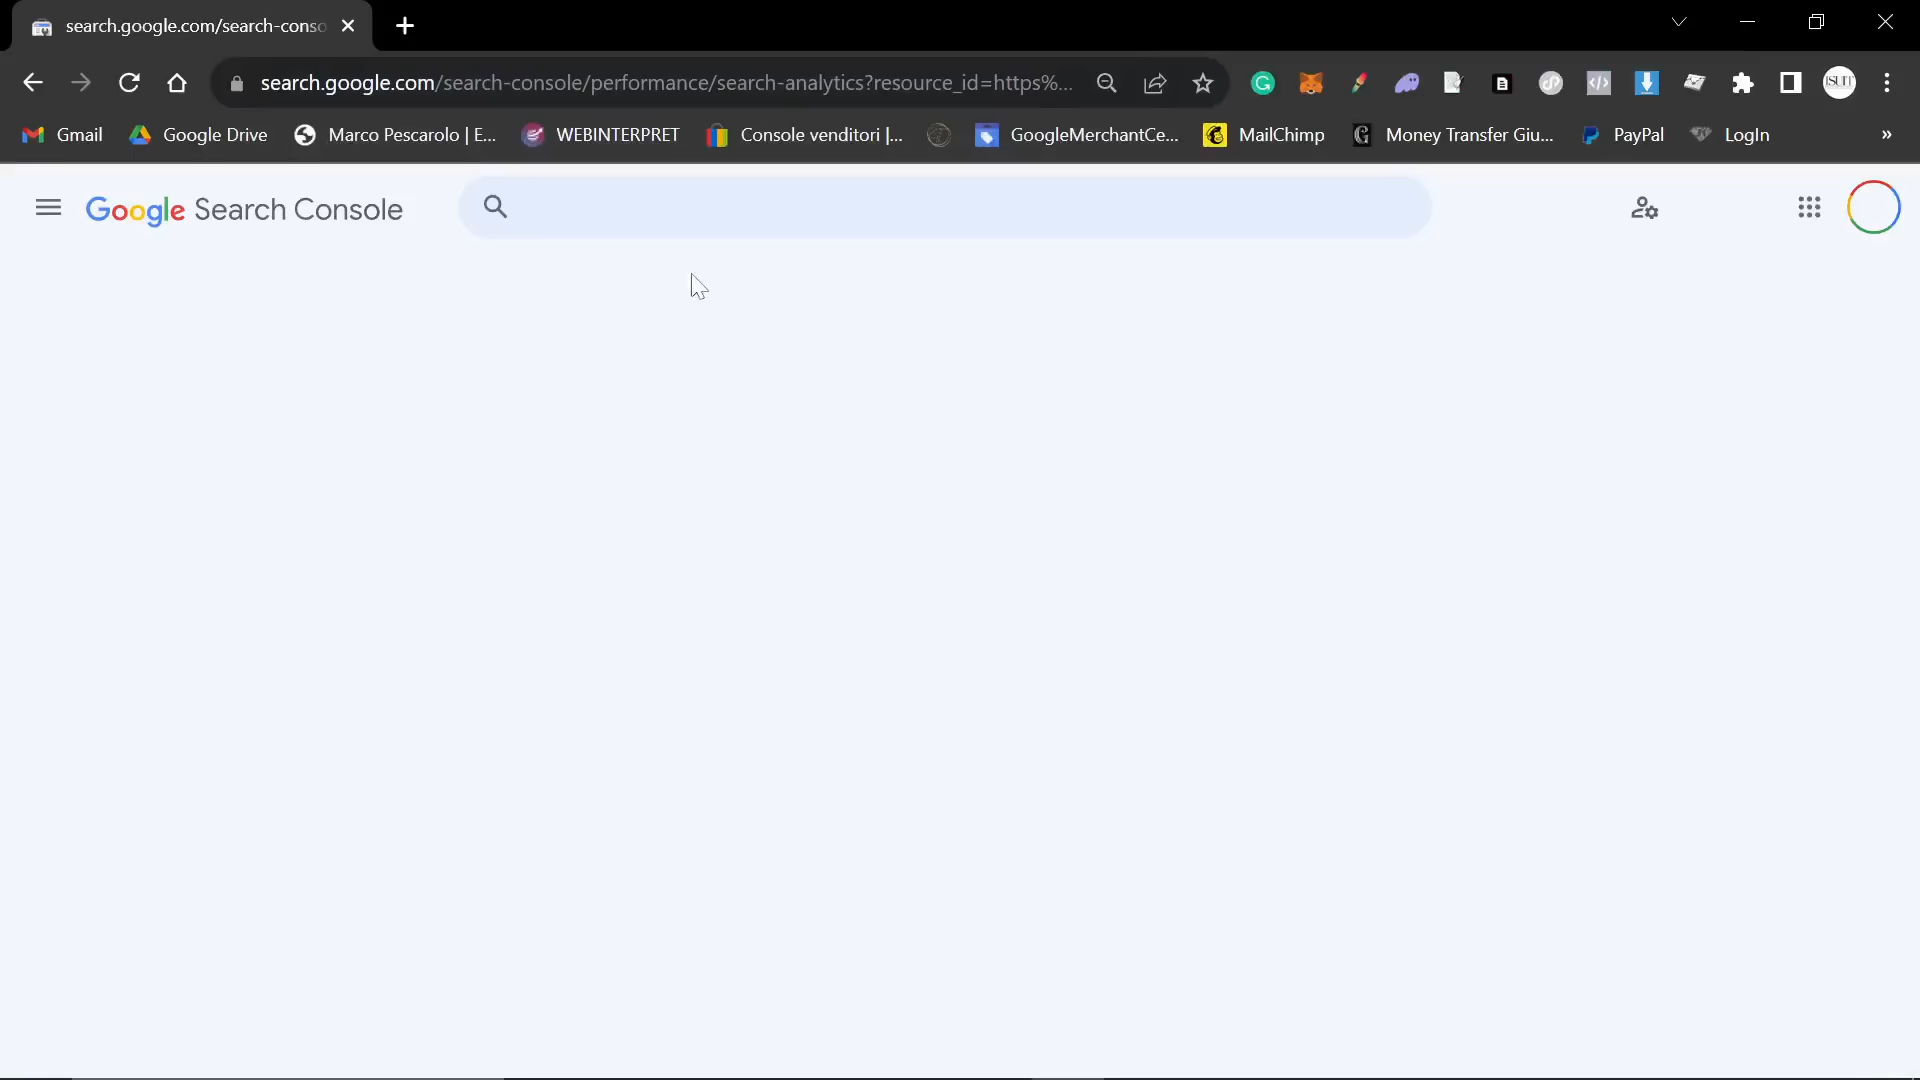 search.google.com/search-conso
search.google.com/search-console/performance/search-analytics?resource_id=https%...
Gmail Google Drive Marco Pescarolo | E... WEBINTERPRET Console venditori |... GoogleMerchantCe... MailChimp Money Transfer Giu... PayPal LogIn »
Google Search Console